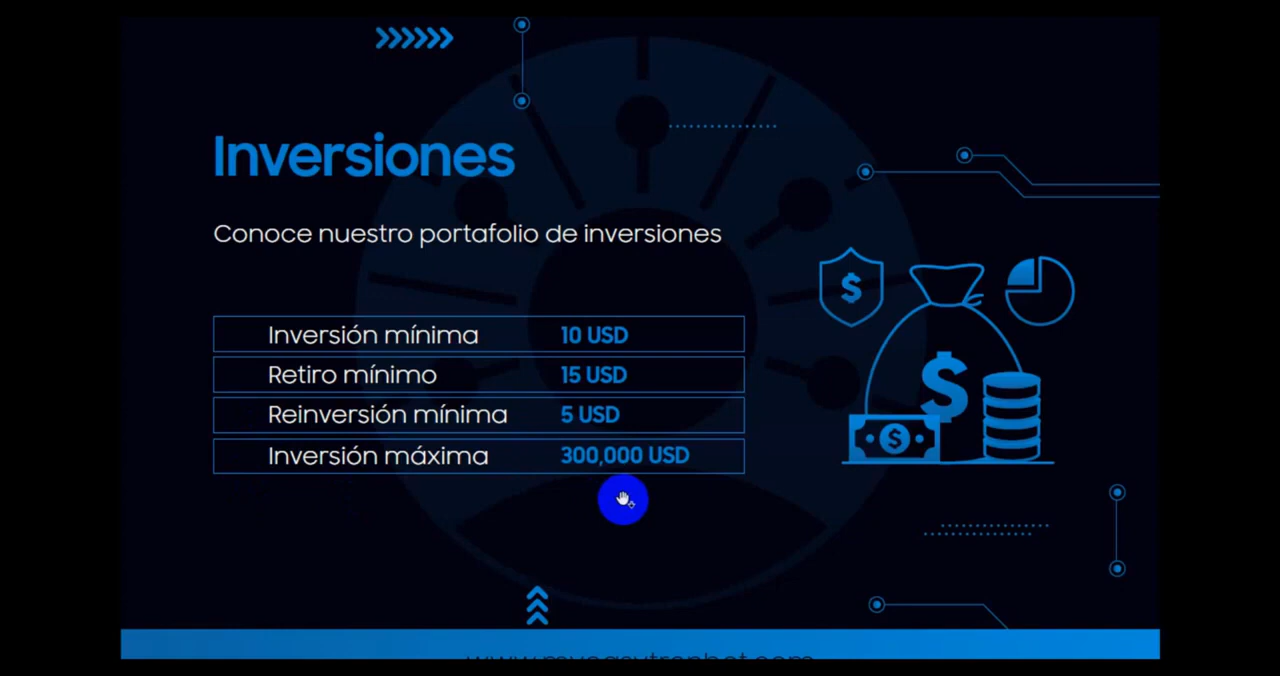 Inversiones
Conoce nuestro portafolio de inversiones
Inversión mínima 10 USD
Retiro mínimo 15 USD
Reinversión mínima 5 USD
Inversión máxima 300,000 USD